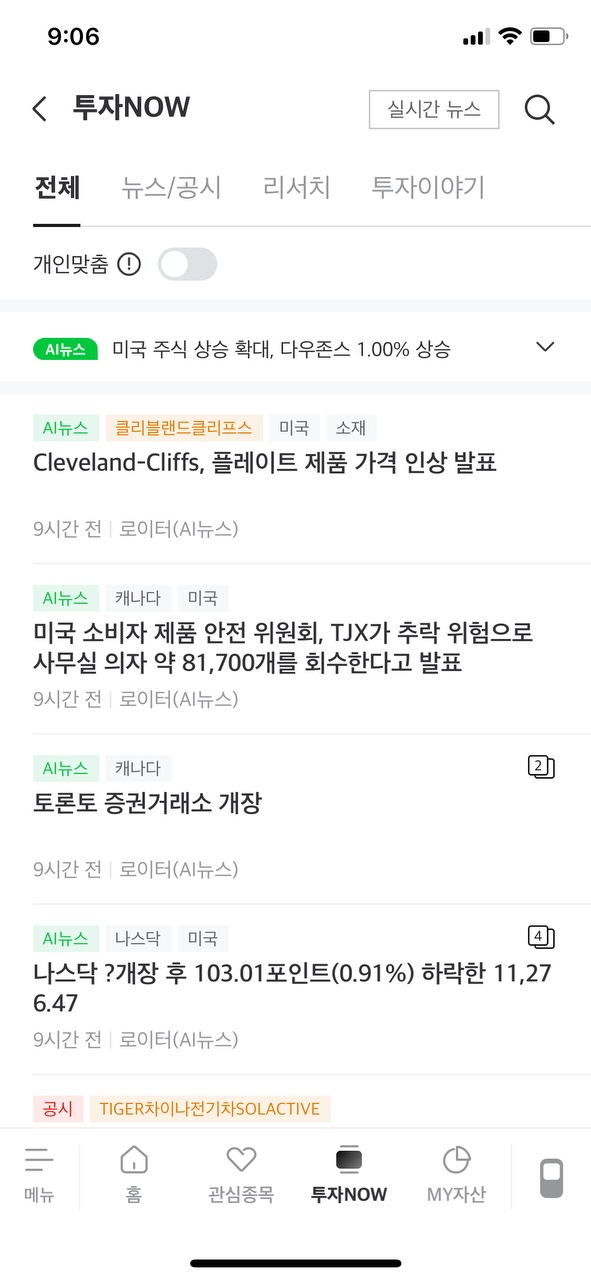 9:06
투자NOW
실시간 뉴스
전체 뉴스/공시 리서치 투자이야기
개인맞춤
AI뉴스 미국 주식 상승 확대, 다우존스 1.00% 상승
AI뉴스 클리블랜드클리프스 미국 소재
Cleveland-Cliffs, 플레이트 제품 가격 인상 발표
9시간 전 | 로이터(AI뉴스)
AI뉴스 캐나다 미국
미국 소비자 제품 안전 위원회, TJX가 추락 위험으로
사무실 의자 약 81,700개를 회수한다고 발표
9시간 전 | 로이터(AI뉴스)
AI뉴스 캐나다 2
토론토 증권거래소 개장
9시간 전 | 로이터(AI뉴스)
AI뉴스 나스닥 미국 4
나스닥 ?개장 후 103.01포인트(0.91%) 하락한 11,27
6.47
9시간 전 | 로이터(AI뉴스)
공시 TIGER차이나전기차SOLACTIVE
메뉴 홈 관심종목 투자NOW MY자산